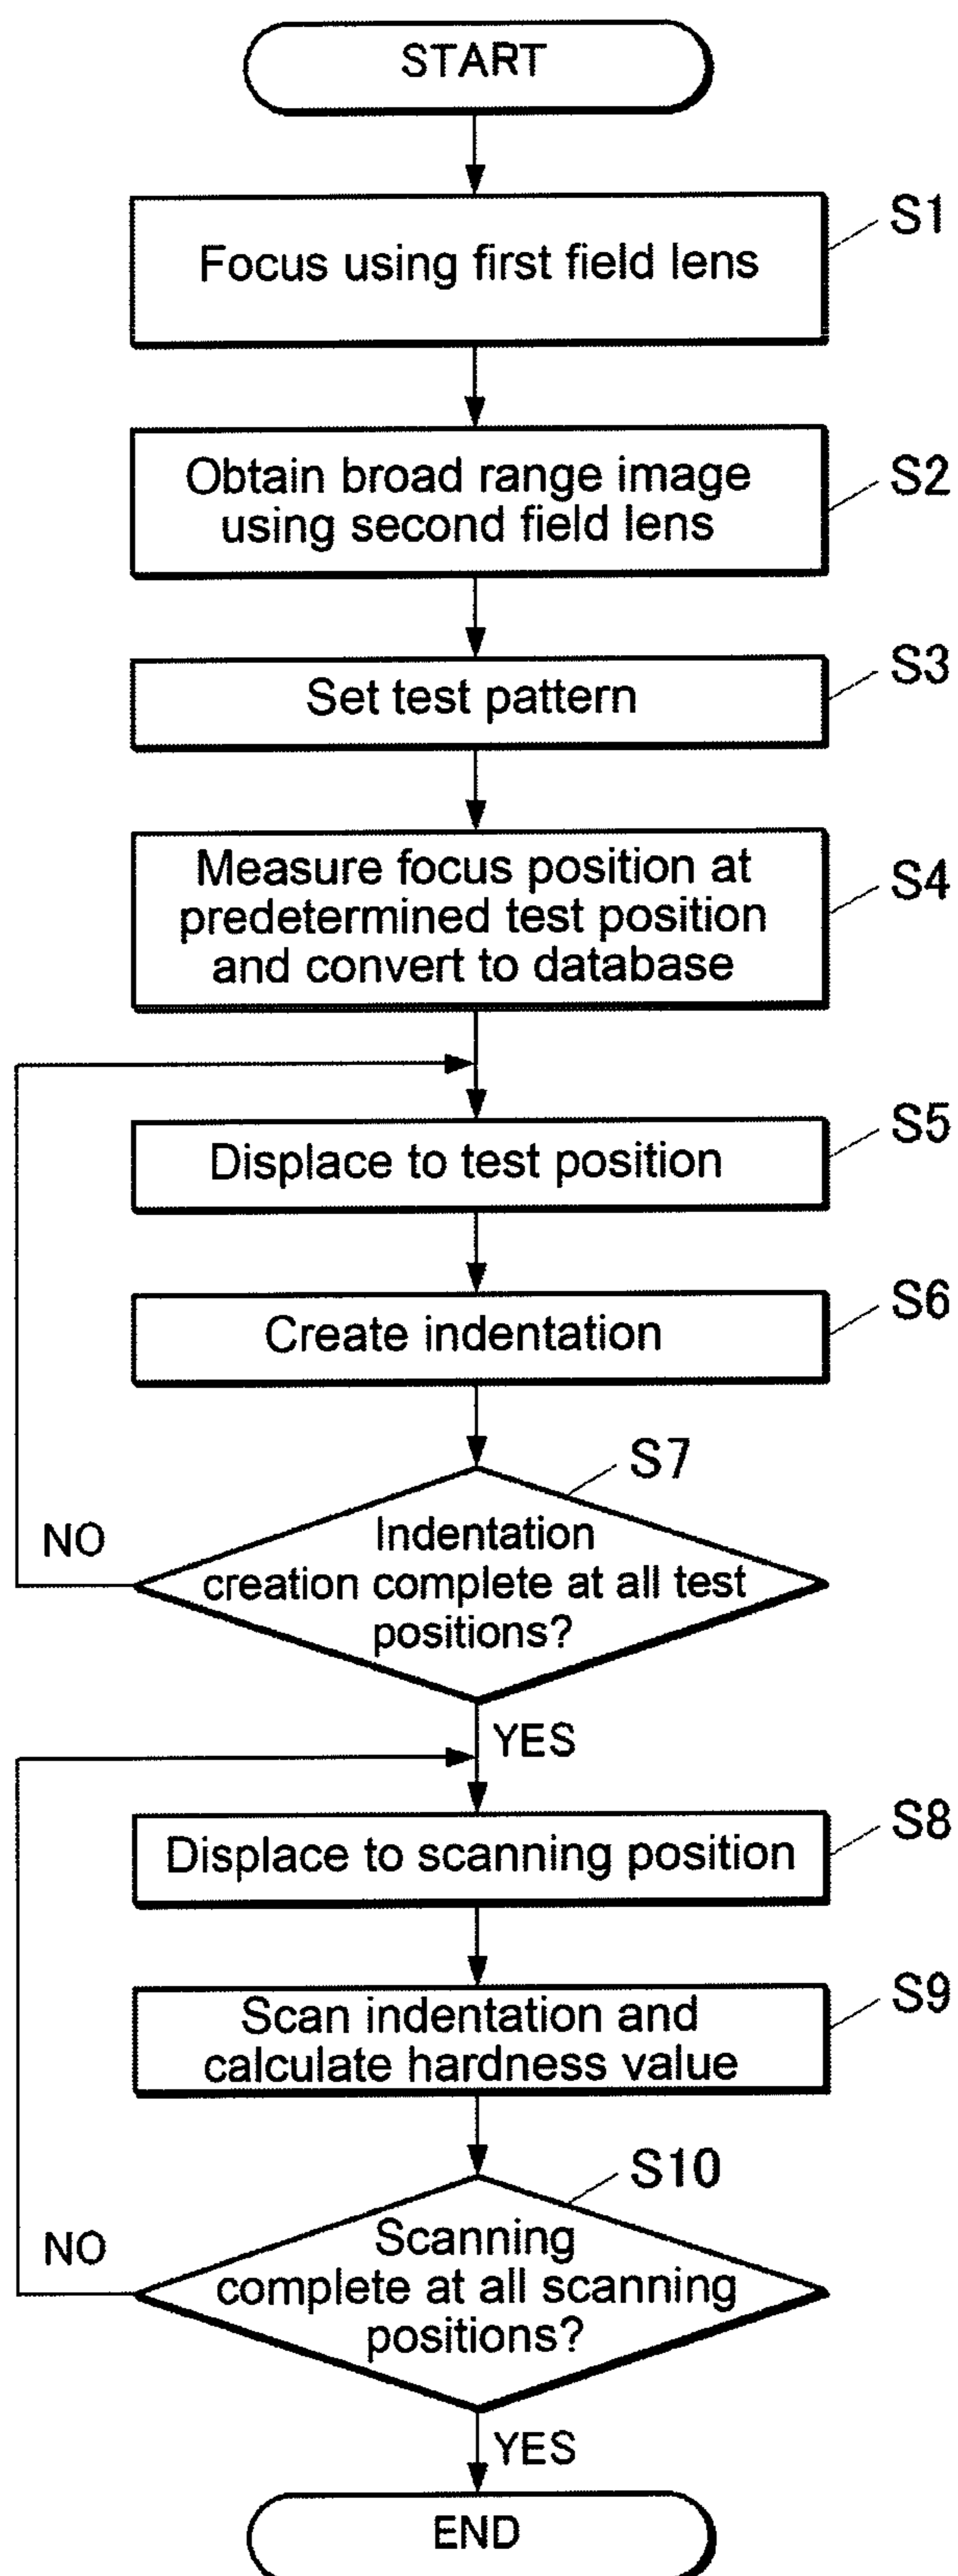 START
S1
Focus using first field lens
S2
Obtain broad range image
using second field lens
S3
Set test pattern
S4
Measure focus position at
predetermined test position
and convert to database
S5
Displace to test position
S6
Create indentation
S7
Indentation
creation complete at all test
positions?
NO
YES
S8
Displace to scanning position
S9
Scan indentation and
calculate hardness value
S10
Scanning
complete at all scanning
positions?
NO
YES
END